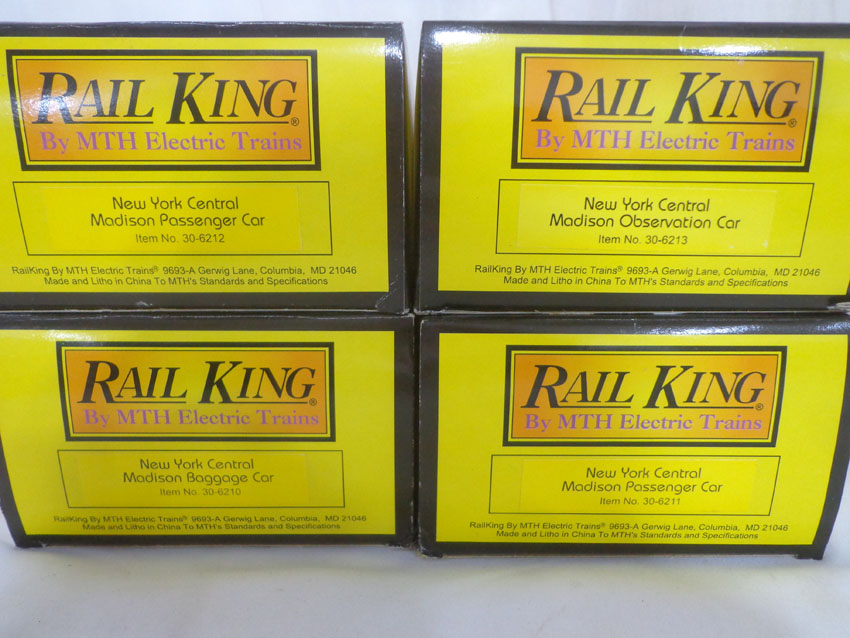 RAIL KING®
By MTH Electric Trains
New York Central
Madison Passenger Car
Item No. 30-6212
RailKing By MTH Electric Trains® 9693-A Gerwig Lane, Columbia, MD 21046
Made and Litho in China To MTH's Standards and Specifications
RAIL KING®
By MTH Electric Trains
New York Central
Madison Observation Car
Item No. 30-6213
RailKing By MTH Electric Trains® 9693-A Gerwig Lane, Columbia, MD 21046
Made and Litho in China To MTH's Standards and Specifications
RAIL KING®
By MTH Electric Trains
New York Central
Madison Baggage Car
Item No. 30-6210
RailKing By MTH Electric Trains® 9693-A Gerwig Lane, Columbia, MD 21046
Made and Litho in China To MTH's Standards and Specifications
RAIL KING®
By MTH Electric Trains
New York Central
Madison Passenger Car
Item No. 30-6211
RailKing By MTH Electric Trains® 9693-A Gerwig Lane, Columbia, MD 21046
Made and Litho in China To MTH's Standards and Specifications